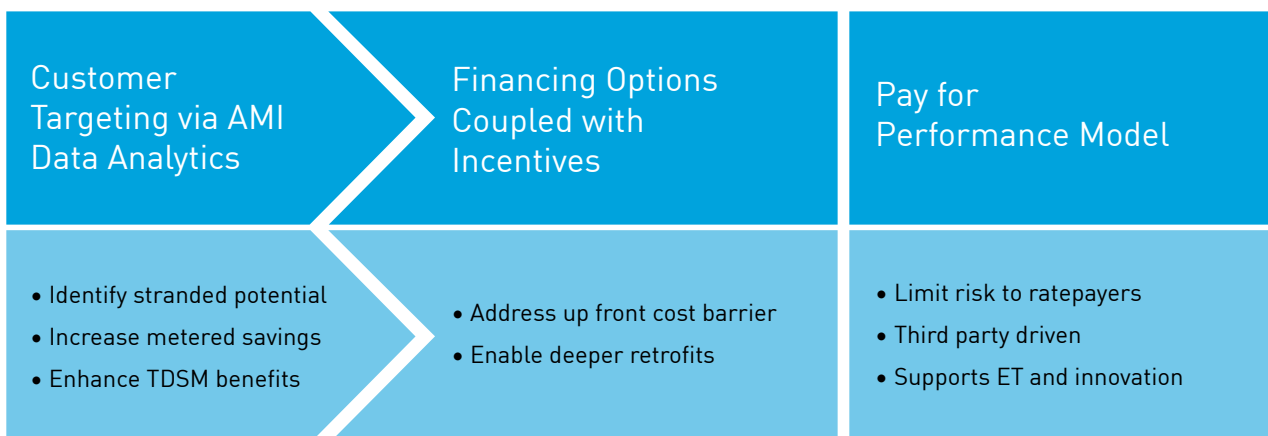 Customer
Targeting via AMI
Data Analytics
• Identify stranded potential
• Increase metered savings
• Enhance TDSM benefits
Financing Options
Coupled with
Incentives
• Address up front cost barrier
• Enable deeper retrofits
Pay for
Performance Model
• Limit risk to ratepayers
• Third party driven
• Supports ET and innovation